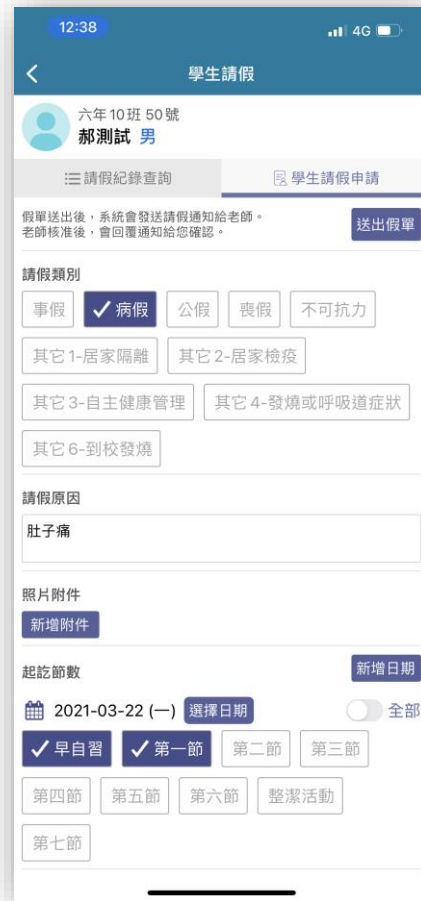 12:38 4G
學生請假
六年10班 50號
郝測試 男
請假紀錄查詢 學生請假申請
假單送出後，系統會發送請假通知給老師。
老師核准後，會回覆通知給您確認。
送出假單
請假類別
事假 病假 公假 喪假 不可抗力
其它1-居家隔離 其它2-居家檢疫
其它3-自主健康管理 其它4-發燒或呼吸道症狀
其它6-到校發燒
請假原因
肚子痛
照片附件
新增附件
起訖節數 新增日期
2021-03-22 (一) 選擇日期 全部
早自習 第一節 第二節 第三節
第四節 第五節 第六節 整潔活動
第七節